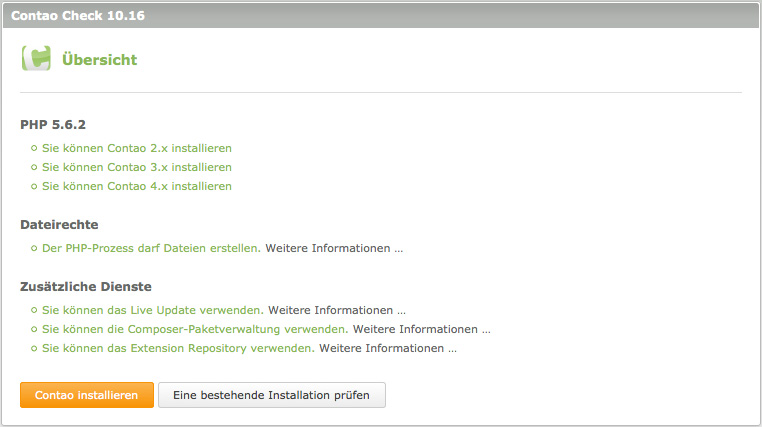 Contao Check 10.16
Übersicht
PHP 5.6.2
Sie können Contao 2.x installieren
Sie können Contao 3.x installieren
Sie können Contao 4.x installieren
Dateirechte
Der PHP-Prozess darf Dateien erstellen. Weitere Informationen ...
Zusätzliche Dienste
Sie können das Live Update verwenden. Weitere Informationen ...
Sie können die Composer-Paketverwaltung verwenden. Weitere Informationen ...
Sie können das Extension Repository verwenden. Weitere Informationen ...
Contao installieren Eine bestehende Installation prüfen